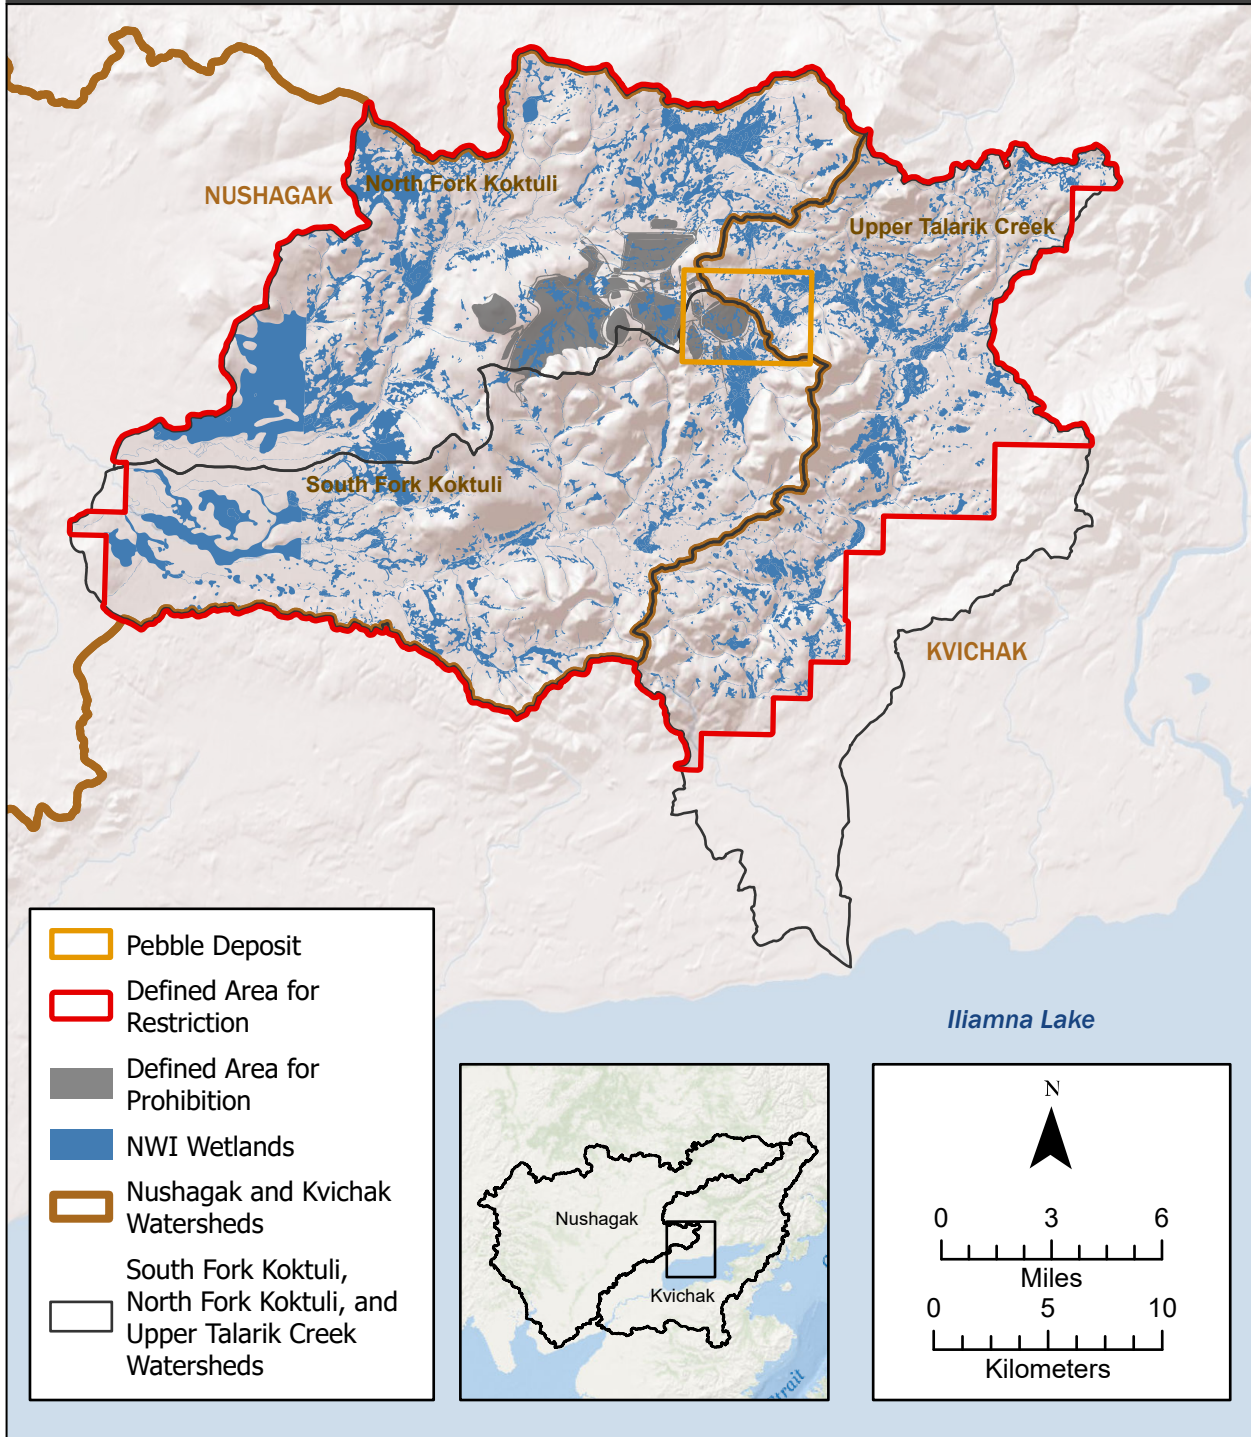 NUSHAGAK
North Fork Koktuli
Upper Talarik Creek
South Fork Koktuli
KVICHAK
Iliamna Lake
Pebble Deposit
Defined Area for
Restriction
Defined Area for
Prohibition
NWI Wetlands
Nushagak and Kvichak
Watersheds
South Fork Koktuli,
North Fork Koktuli, and
Upper Talarik Creek
Watersheds
Nushagak
Kvichak
trait
N
0 3 6
Miles
0 5 10
Kilometers